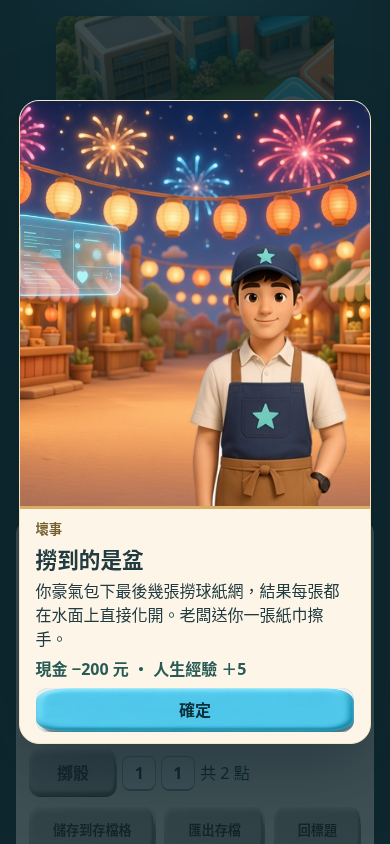 壞事
撈到的是盆
你豪氣包下最後幾張撈球紙網，結果每張都
在水面上直接化開。老闆送你一張紙巾擦
手。
現金 −200 元 ・ 人生經驗 ＋5
確定
擲骰 1 1 共 2 點
儲存到存檔格 匯出存檔 回標題